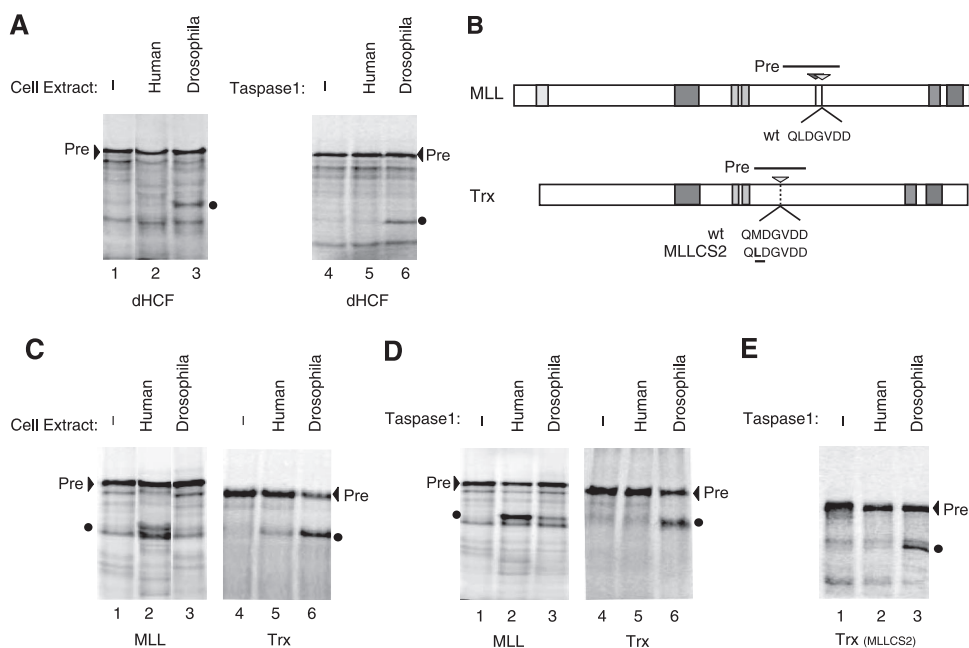 A
Cell Extract: – Human Drosophila
Pre
1 2 3
dHCF
Taspase1: – Human Drosophila
Pre
4 5 6
dHCF
B
Pre
MLL
wt QLDGVDD
Pre
Trx
wt QMDGVDD
MLLCS2 QLDGVDD
C
Cell Extract: – Human Drosophila – Human Drosophila
Pre
Pre
1 2 3 4 5 6
MLL Trx
D
Taspase1: – Human Drosophila – Human Drosophila
Pre
Pre
1 2 3 4 5 6
MLL Trx
E
Taspase1: – Human Drosophila
Pre
1 2 3
Trx (MLLCS2)